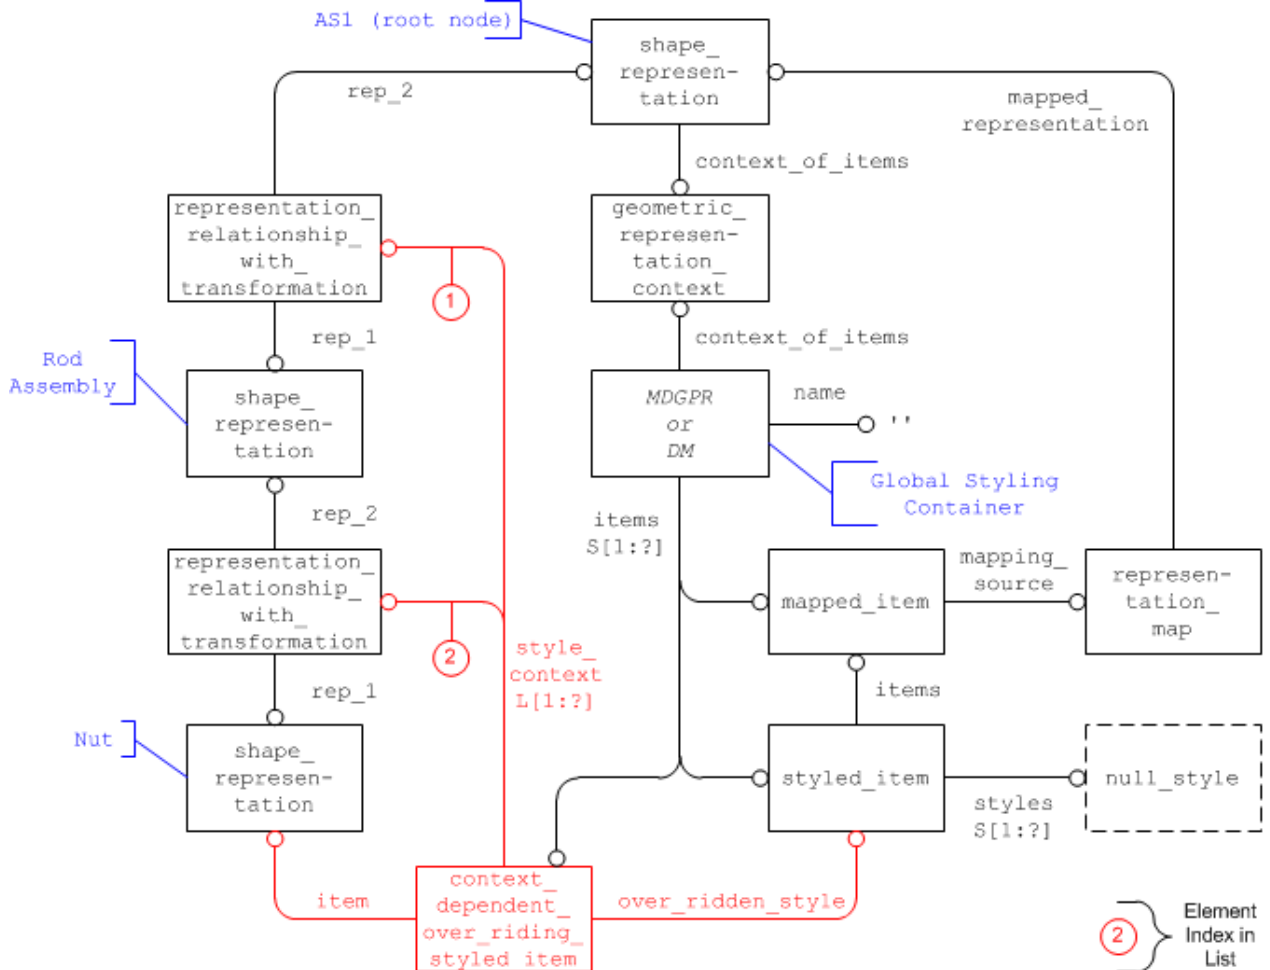 AS1 (root node)
shape_
represen-
tation
rep_2
mapped_
representation
context_of_items
representation_
relationship_
with_
transformation
geometric_
represen-
tation_
context
1
rep_1
context_of_items
Rod
Assembly
shape_
represen-
tation
MDGPR
or
DM
name
''
Global Styling
Container
rep_2
items
S[1:?]
representation_
relationship_
with_
transformation
mapped_item
mapping_
source
represen-
tation_
map
2
style_
context
L[1:?]
rep_1
items
Nut
shape_
represen-
tation
styled_item
null_style
styles
S[1:?]
item
context_
dependent_
over_riding_
styled_item
over_ridden_style
2
Element
Index in
List